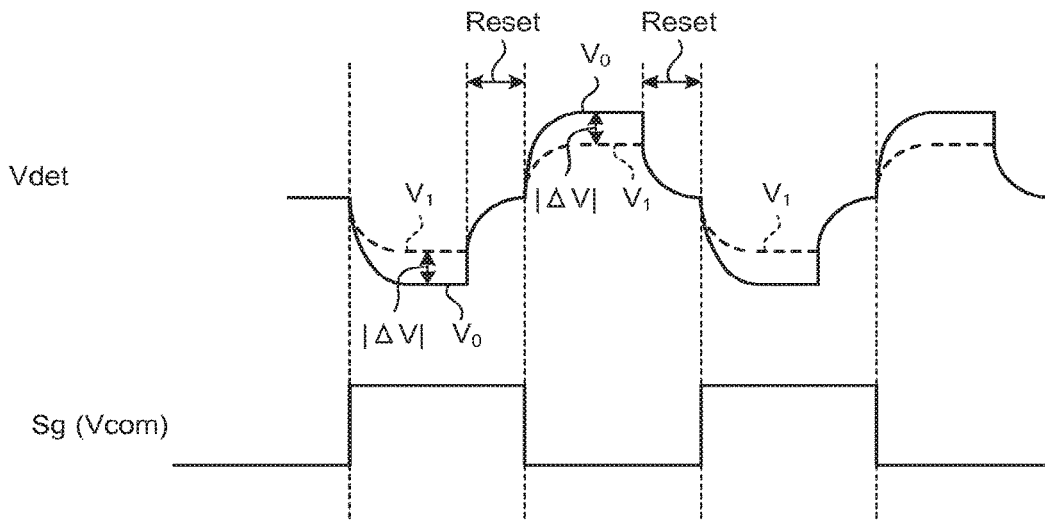 Reset
Reset
V₀
Vdet
V₁
|ΔV|
V₁
V₁
|ΔV|
V₀
Sg (Vcom)